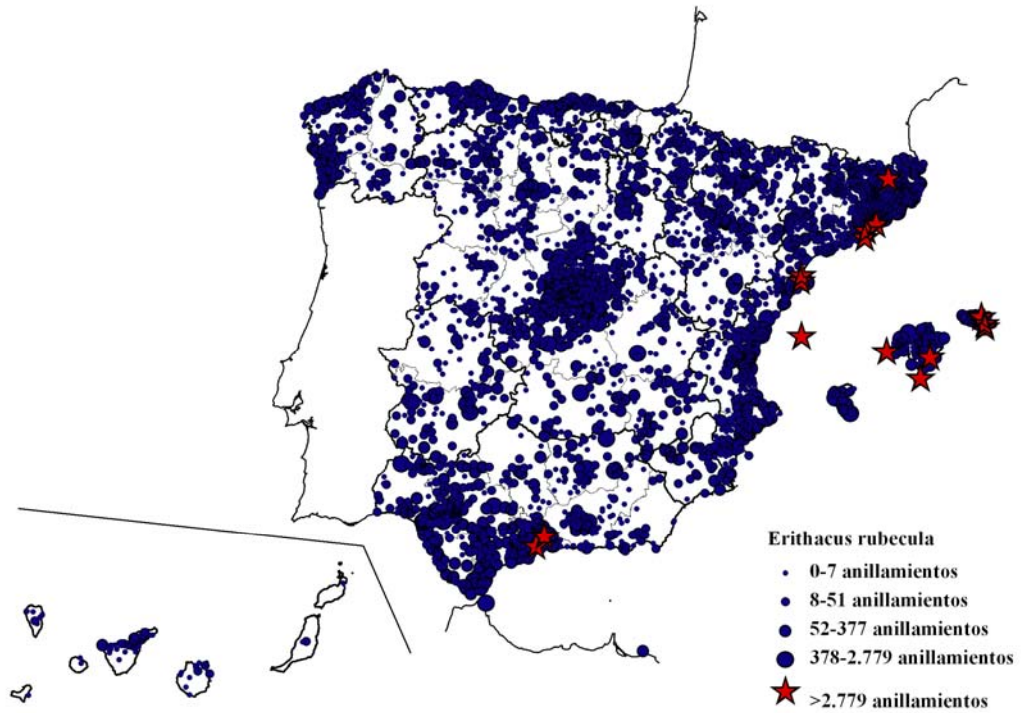 Erithacus rubecula
0-7 anillamientos
8-51 anillamientos
52-377 anillamientos
378-2.779 anillamientos
>2.779 anillamientos